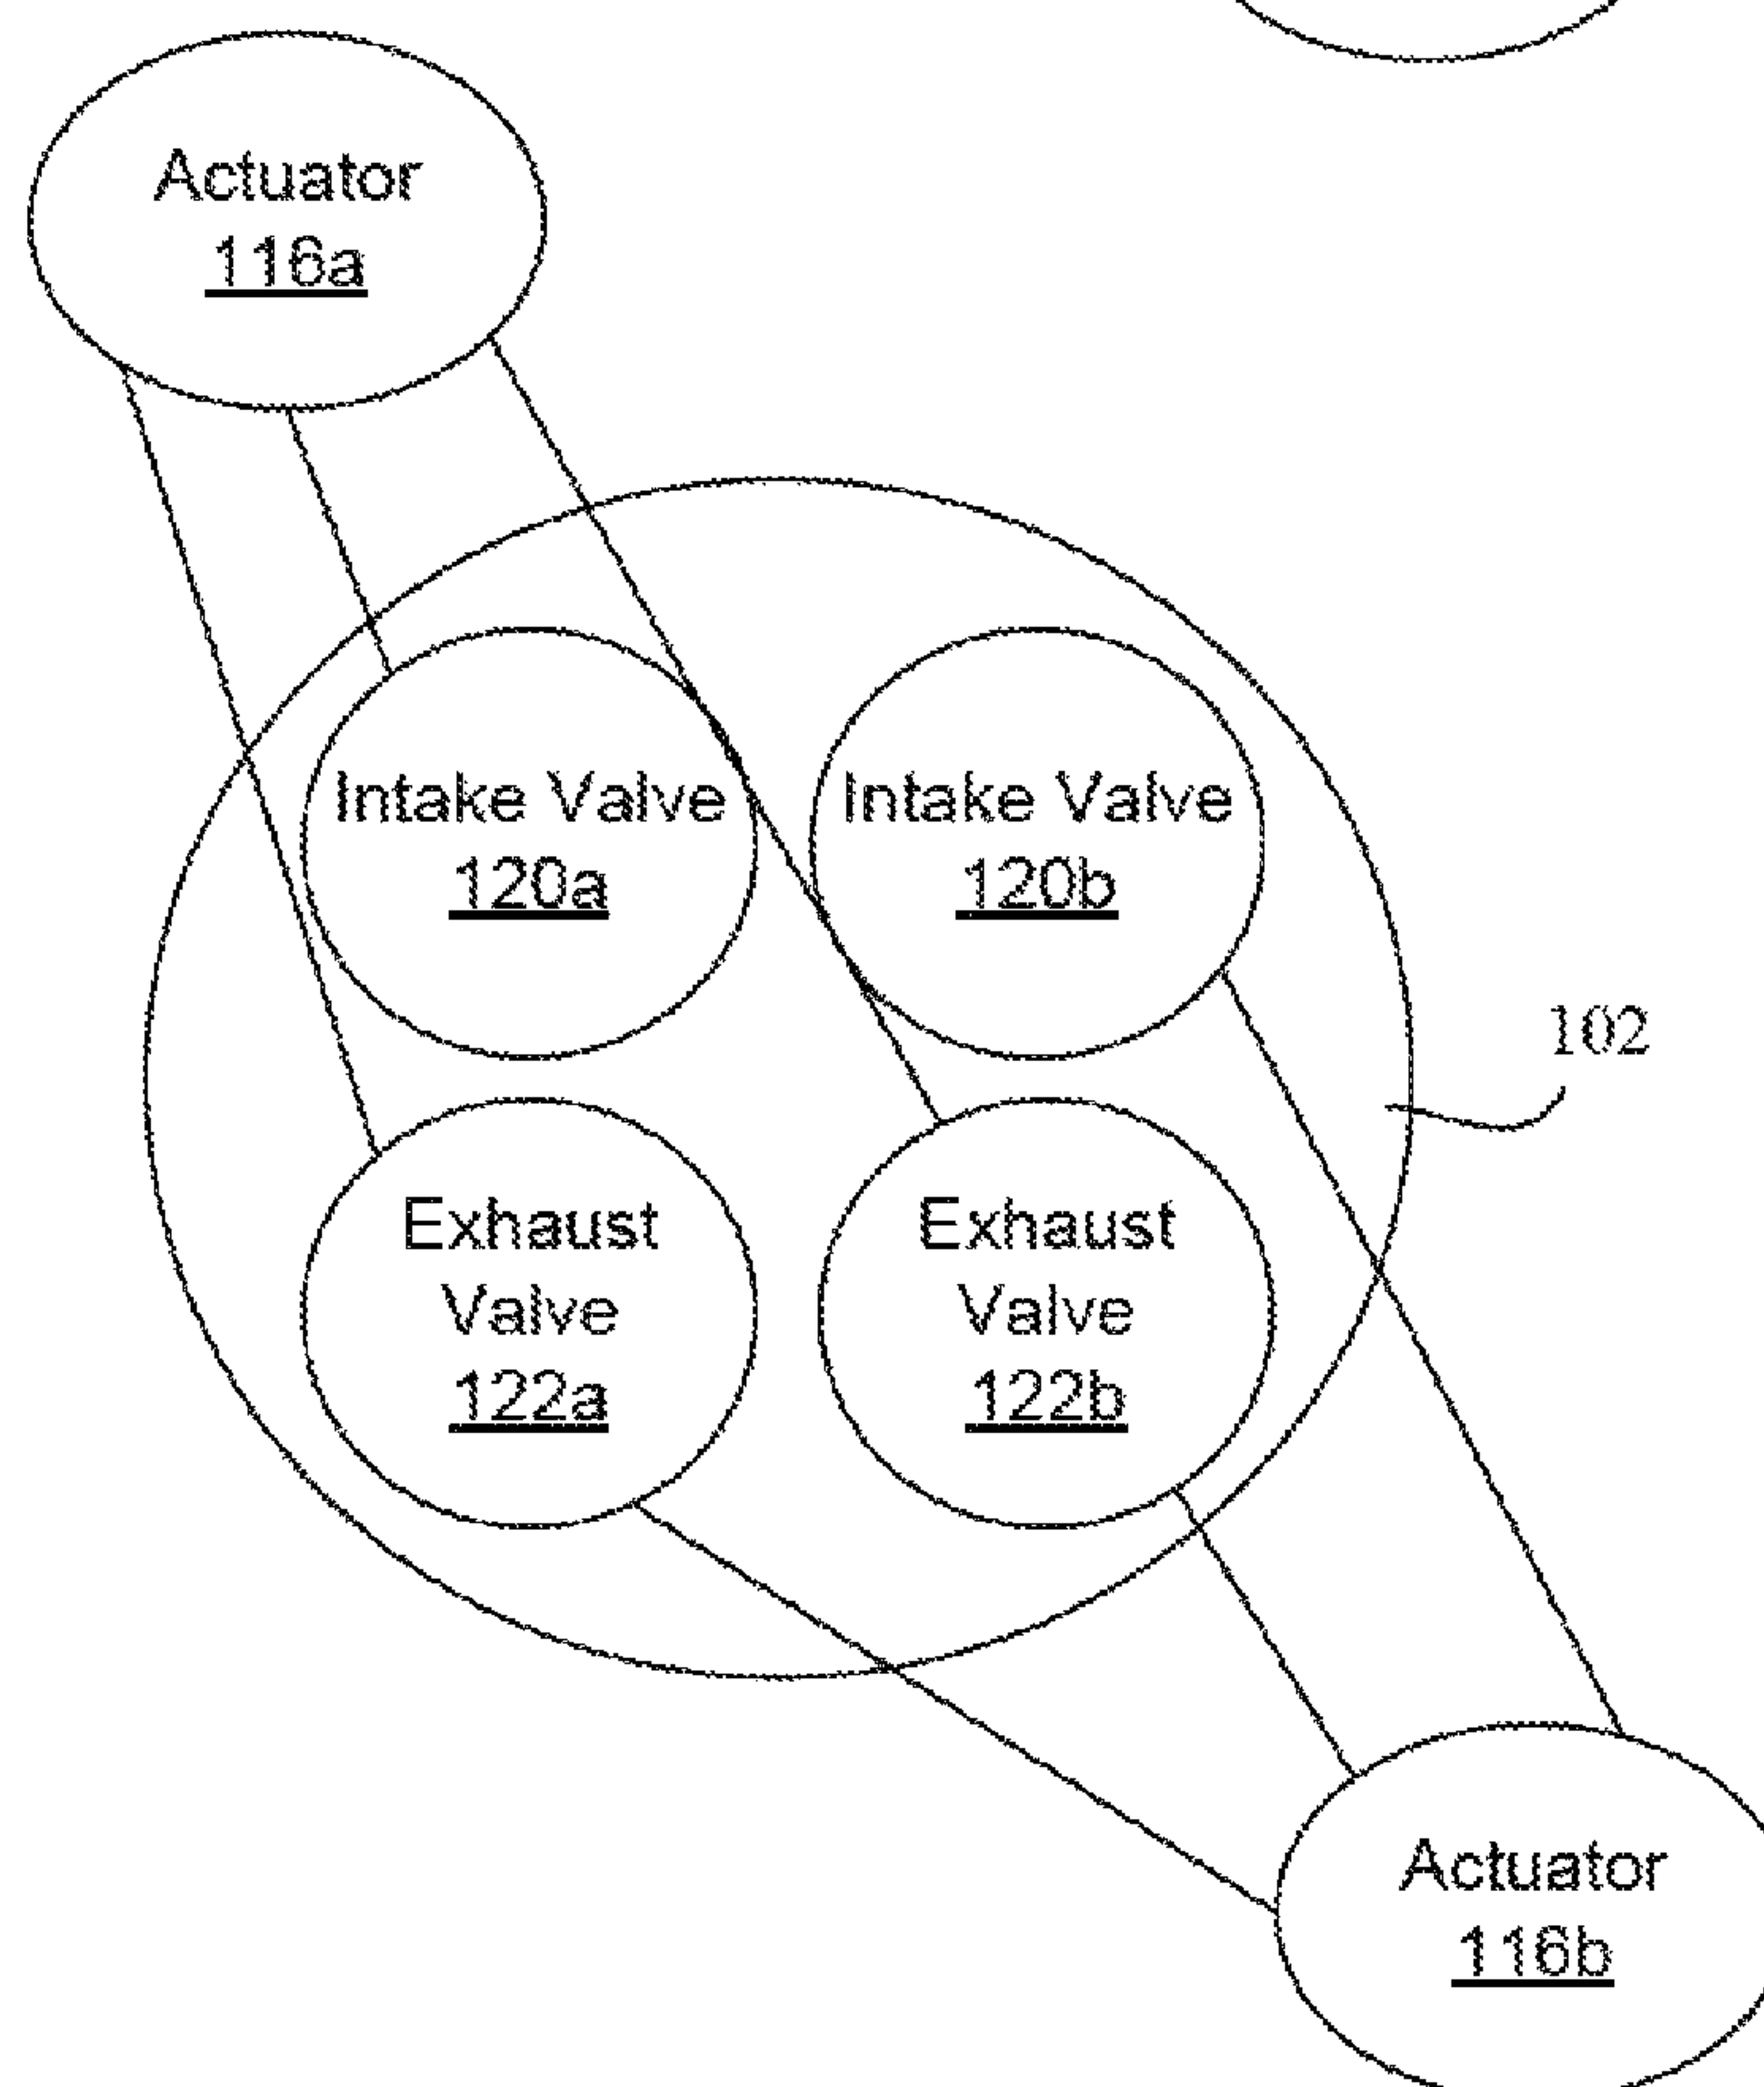 Actuator
116a
Intake Valve
120a
Intake Valve
120b
102
Exhaust
Valve
122a
Exhaust
Valve
122b
Actuator
116b